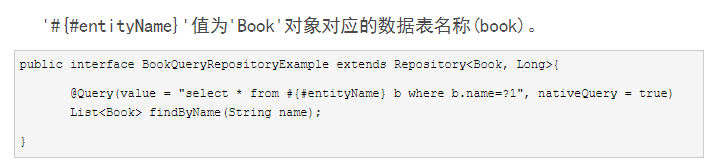 '#{#entityName}'值为'Book'对象对应的数据表名称(book)。
public interface BookQueryRepositoryExample extends Repository<Book, Long>{
@Query(value = "select * from #{#entityName} b where b.name=?1", nativeQuery = true)
List<Book> findByName(String name);
}